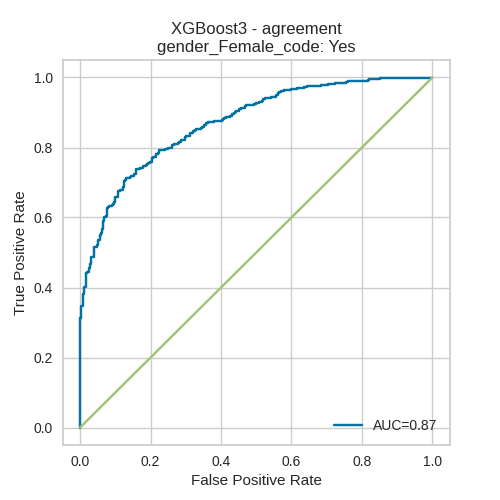 XGBoost3 - agreement
gender_Female_code: Yes
True Positive Rate
1.0
0.8
0.6
0.4
0.2
0.0
AUC=0.87
0.0 0.2 0.4 0.6 0.8 1.0
False Positive Rate